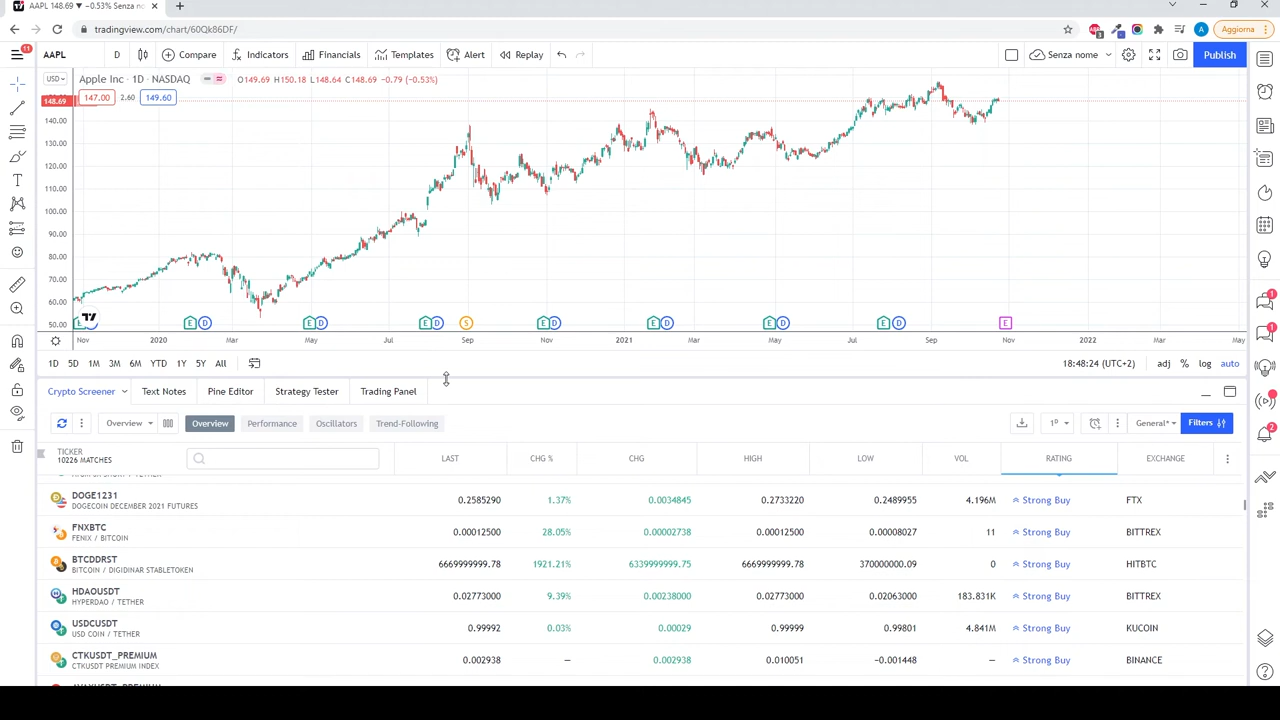 AAPL 148.69 ▼ −0.53% Senza no
tradingview.com/chart/60Qk86DF/
Aggiorna
11
AAPL D Compare Indicators Financials Templates Alert Replay Senza nome Publish
USD Apple Inc · 1D · NASDAQ O149.69 H150.18 L148.64 C148.69 −0.79 (−0.53%)
147.00 2.60 149.60
148.69
140.00
130.00
120.00
110.00
100.00
90.00
80.00
70.00
60.00
50.00
E D E D E D S E D E D E D E D E
Nov 2020 Mar May Jul Sep Nov 2021 Mar May Jul Sep Nov 2022 Mar May
1D 5D 1M 3M 6M YTD 1Y 5Y All 18:48:24 (UTC+2) adj % log auto
Crypto Screener Text Notes Pine Editor Strategy Tester Trading Panel
Overview Overview Performance Oscillators Trend-Following 1D General* Filters
TICKER
10226 MATCHES
LAST CHG % CHG HIGH LOW VOL RATING EXCHANGE
DOGE1231 0.2585290 1.37% 0.0034845 0.2733220 0.2489955 4.196M Strong Buy FTX
DOGECOIN DECEMBER 2021 FUTURES
FNXBTC 0.00012500 28.05% 0.00002738 0.00012500 0.00008027 11 Strong Buy BITTREX
FENIX / BITCOIN
BTCDDRST 6669999999.78 1921.21% 6339999999.75 6669999999.78 370000000.09 0 Strong Buy HITBTC
BITCOIN / DIGIDINAR STABLETOKEN
HDAOUSDT 0.02773000 9.39% 0.00238000 0.02773000 0.02063000 183.831K Strong Buy BITTREX
HYPERDAO / TETHER
USDCUSDT 0.99992 0.03% 0.00029 0.99999 0.99801 4.841M Strong Buy KUCOIN
USD COIN / TETHER
CTKUSDT_PREMIUM 0.002938 — 0.002938 0.010051 −0.001448 — Strong Buy BINANCE
CTKUSDT PREMIUM INDEX